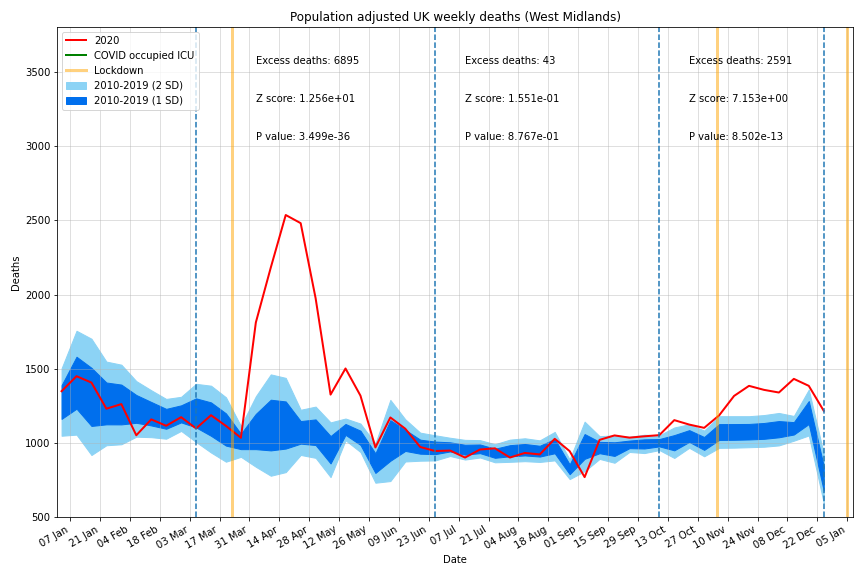 Population adjusted UK weekly deaths (West Midlands)
2020
COVID occupied ICU
Lockdown
2010-2019 (2 SD)
2010-2019 (1 SD)
Excess deaths: 6895
Z score: 1.256e+01
P value: 3.499e-36
Excess deaths: 43
Z score: 1.551e-01
P value: 8.767e-01
Excess deaths: 2591
Z score: 7.153e+00
P value: 8.502e-13
Deaths
3500
3000
2500
2000
1500
1000
500
07 Jan
21 Jan
04 Feb
18 Feb
03 Mar
17 Mar
31 Mar
14 Apr
28 Apr
12 May
26 May
09 Jun
23 Jun
07 Jul
21 Jul
04 Aug
18 Aug
01 Sep
15 Sep
29 Sep
13 Oct
27 Oct
10 Nov
24 Nov
08 Dec
22 Dec
05 Jan
Date